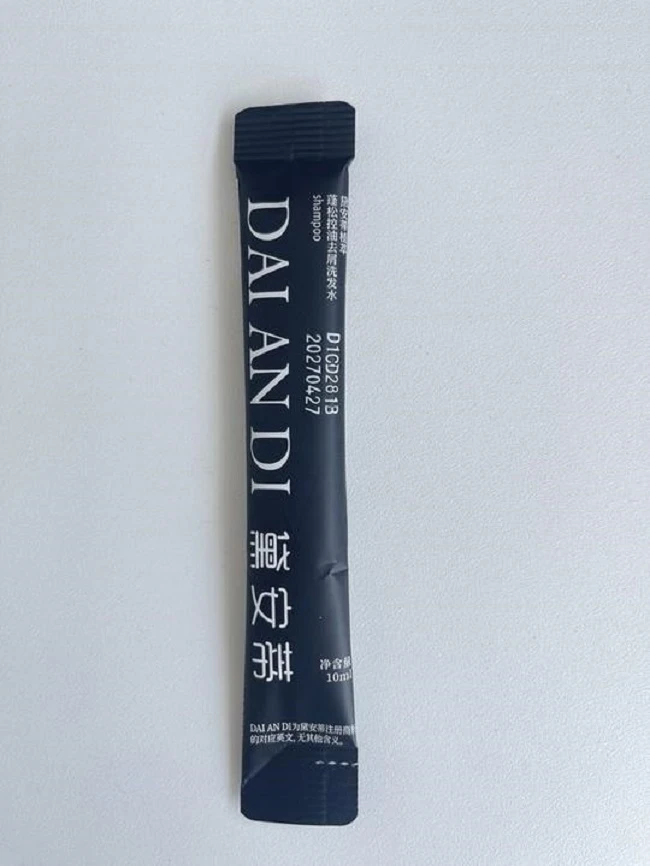 DAI AN DI 黛安蒂
黛安蒂根萃
蓬松控油去屑洗发水
shampoo
D1CD281B
20270427
净含量
10ml
DAI AN DI为黛安蒂注册商标
的对应英文,无其他含义。